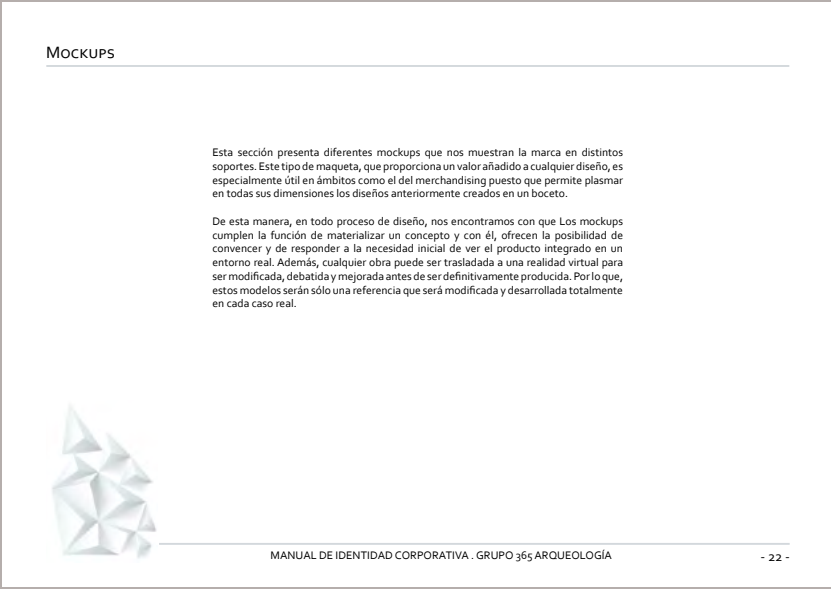 Mockups
Esta sección presenta diferentes mockups que nos muestran la marca en distintos
soportes. Este tipo de maqueta, que proporciona un valor añadido a cualquier diseño, es
especialmente útil en ámbitos como el del merchandising puesto que permite plasmar
en todas sus dimensiones los diseños anteriormente creados en un boceto.
De esta manera, en todo proceso de diseño, nos encontramos con que Los mockups
cumplen la función de materializar un concepto y con él, ofrecen la posibilidad de
convencer y de responder a la necesidad inicial de ver el producto integrado en un
entorno real. Además, cualquier obra puede ser trasladada a una realidad virtual para
ser modificada, debatida y mejorada antes de ser definitivamente producida. Por lo que,
estos modelos serán sólo una referencia que será modificada y desarrollada totalmente
en cada caso real.
MANUAL DE IDENTIDAD CORPORATIVA . GRUPO 365 ARQUEOLOGÍA
- 22 -